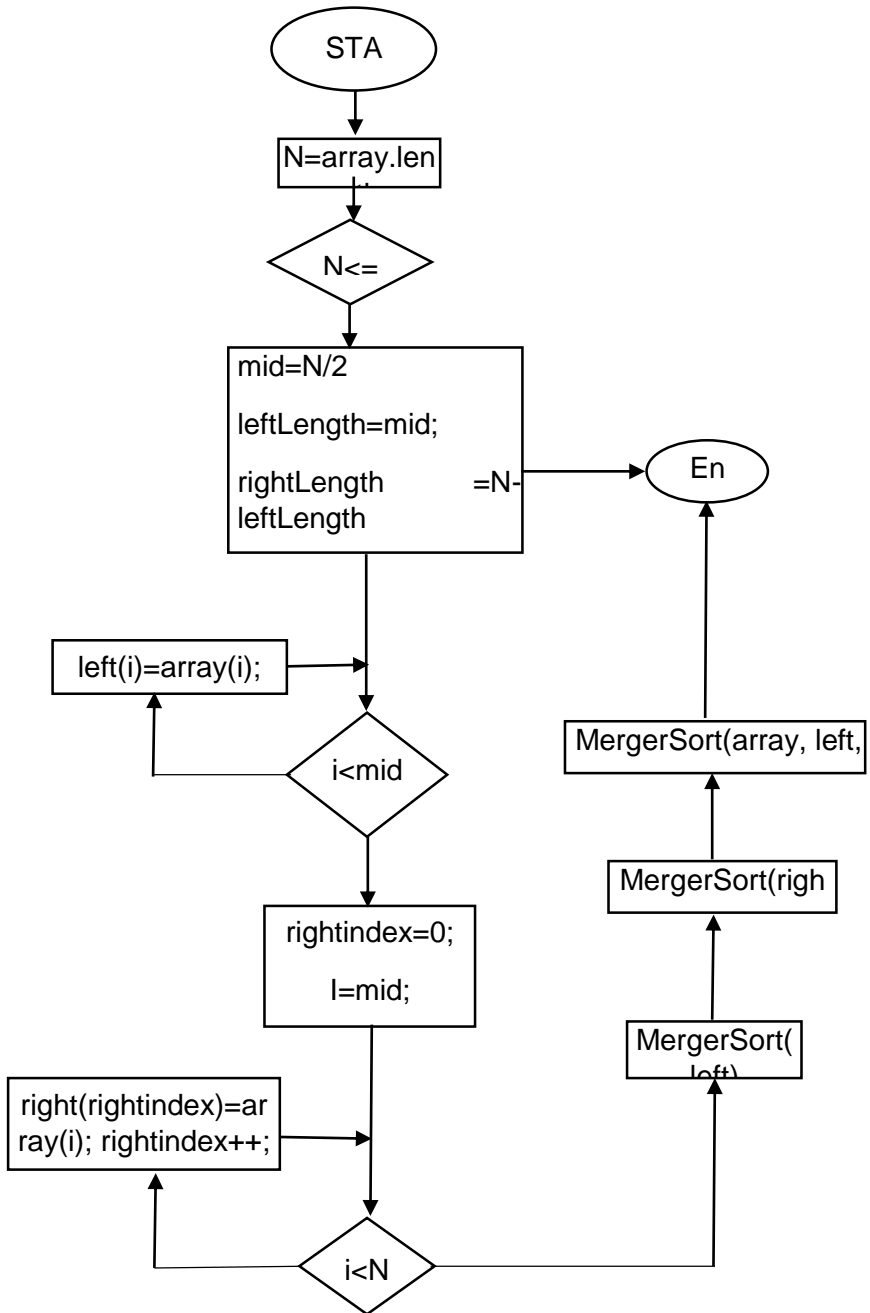 STA
N=array.len
N<=
mid=N/2
leftLength=mid;
rightLength =N-
leftLength
En
left(i)=array(i);
i<mid
MergerSort(array, left,
MergerSort(righ
rightindex=0;
I=mid;
MergerSort(
left)
right(rightindex)=ar
ray(i); rightindex++;
i<N